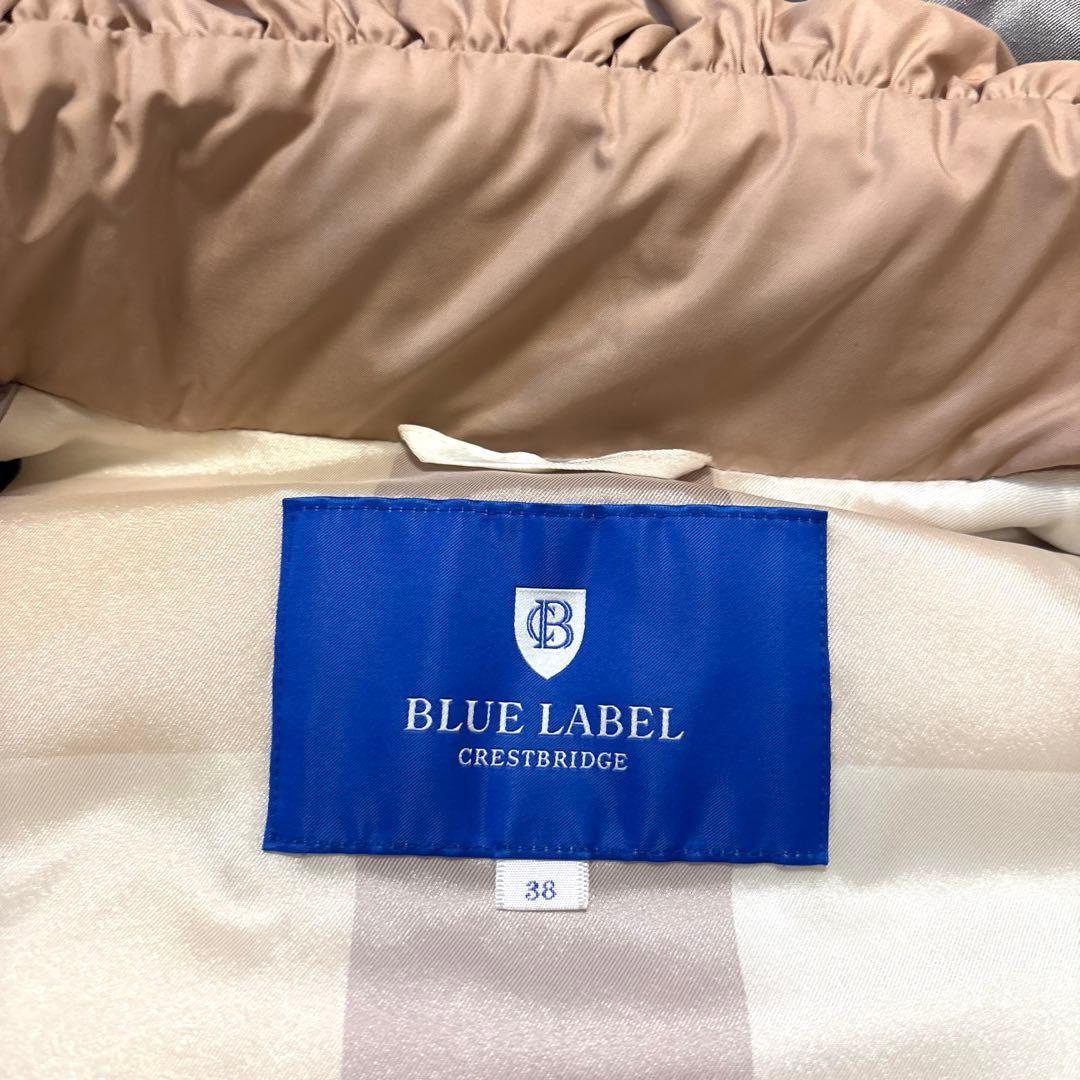 CB
BLUE LABEL
CRESTBRIDGE
38